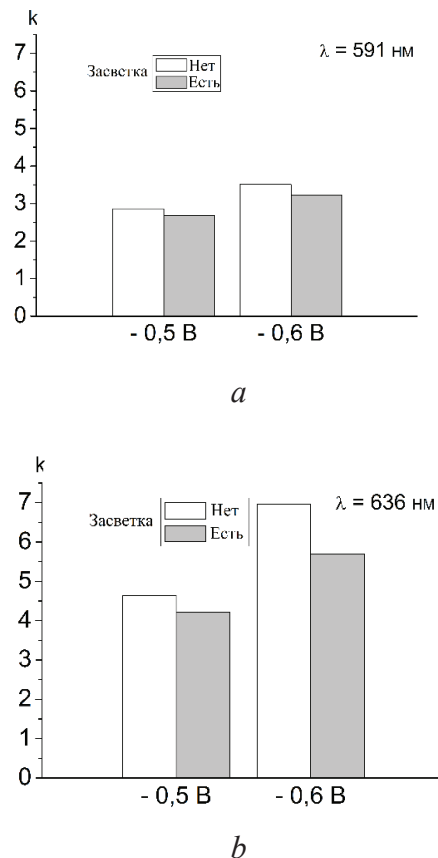 k
7
6
5
4
3
2
1
0
Засветка
Нет
Есть
λ = 591 нм
- 0,5 В
- 0,6 В
a
k
7
6
5
4
3
2
1
0
Засветка
Нет
Есть
λ = 636 нм
- 0,5 В
- 0,6 В
b